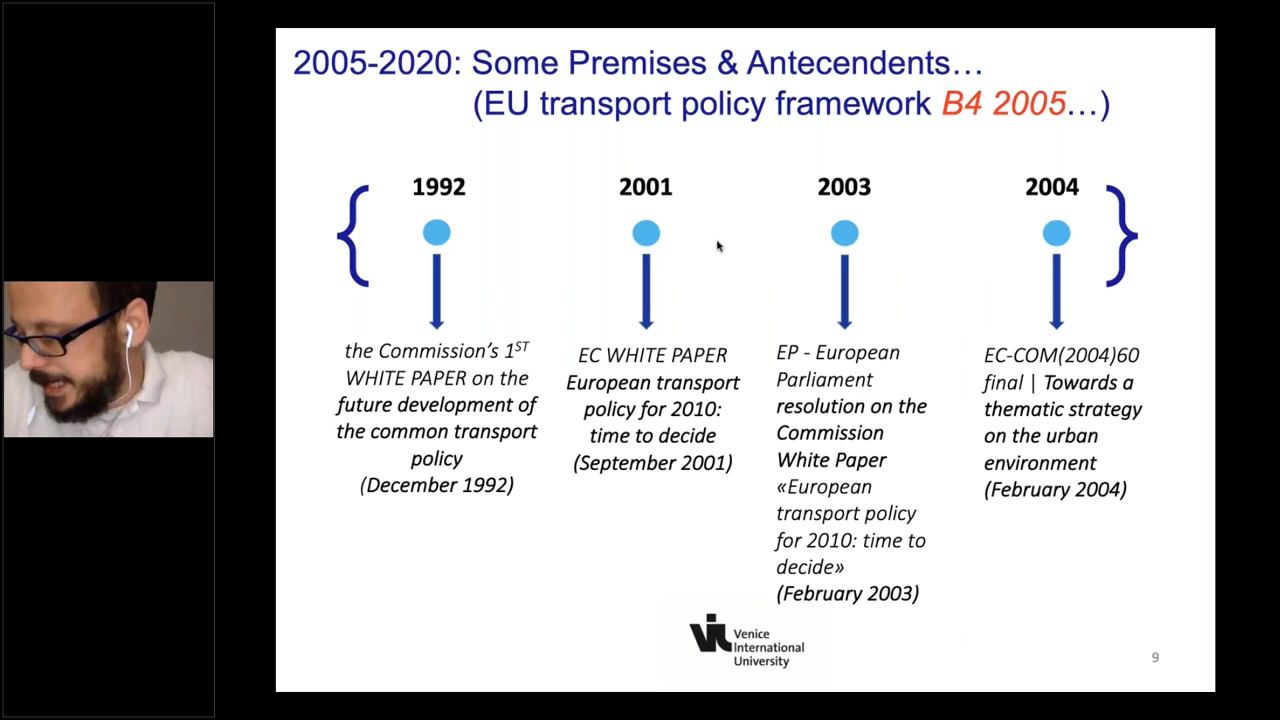 2005-2020: Some Premises & Antecendents…
(EU transport policy framework B4 2005…)
1992
2001
2003
2004
the Commission's 1ST
WHITE PAPER on the
future development of
the common transport
policy
(December 1992)
EC WHITE PAPER
European transport
policy for 2010:
time to decide
(September 2001)
EP - European
Parliament
resolution on the
Commission
White Paper
«European
transport policy
for 2010: time to
decide»
(February 2003)
EC-COM(2004)60
final | Towards a
thematic strategy
on the urban
environment
(February 2004)
VIU
Venice
International
University
9